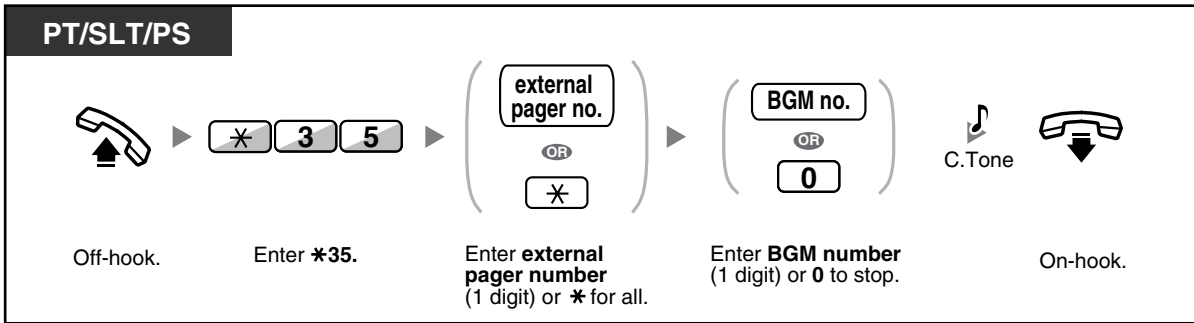 PT/SLT/PS
external
pager no.
OR
*
BGM no.
OR
0
* 3 5
C.Tone
Off-hook.
Enter *35.
Enter external
pager number
(1 digit) or * for all.
Enter BGM number
(1 digit) or 0 to stop.
On-hook.